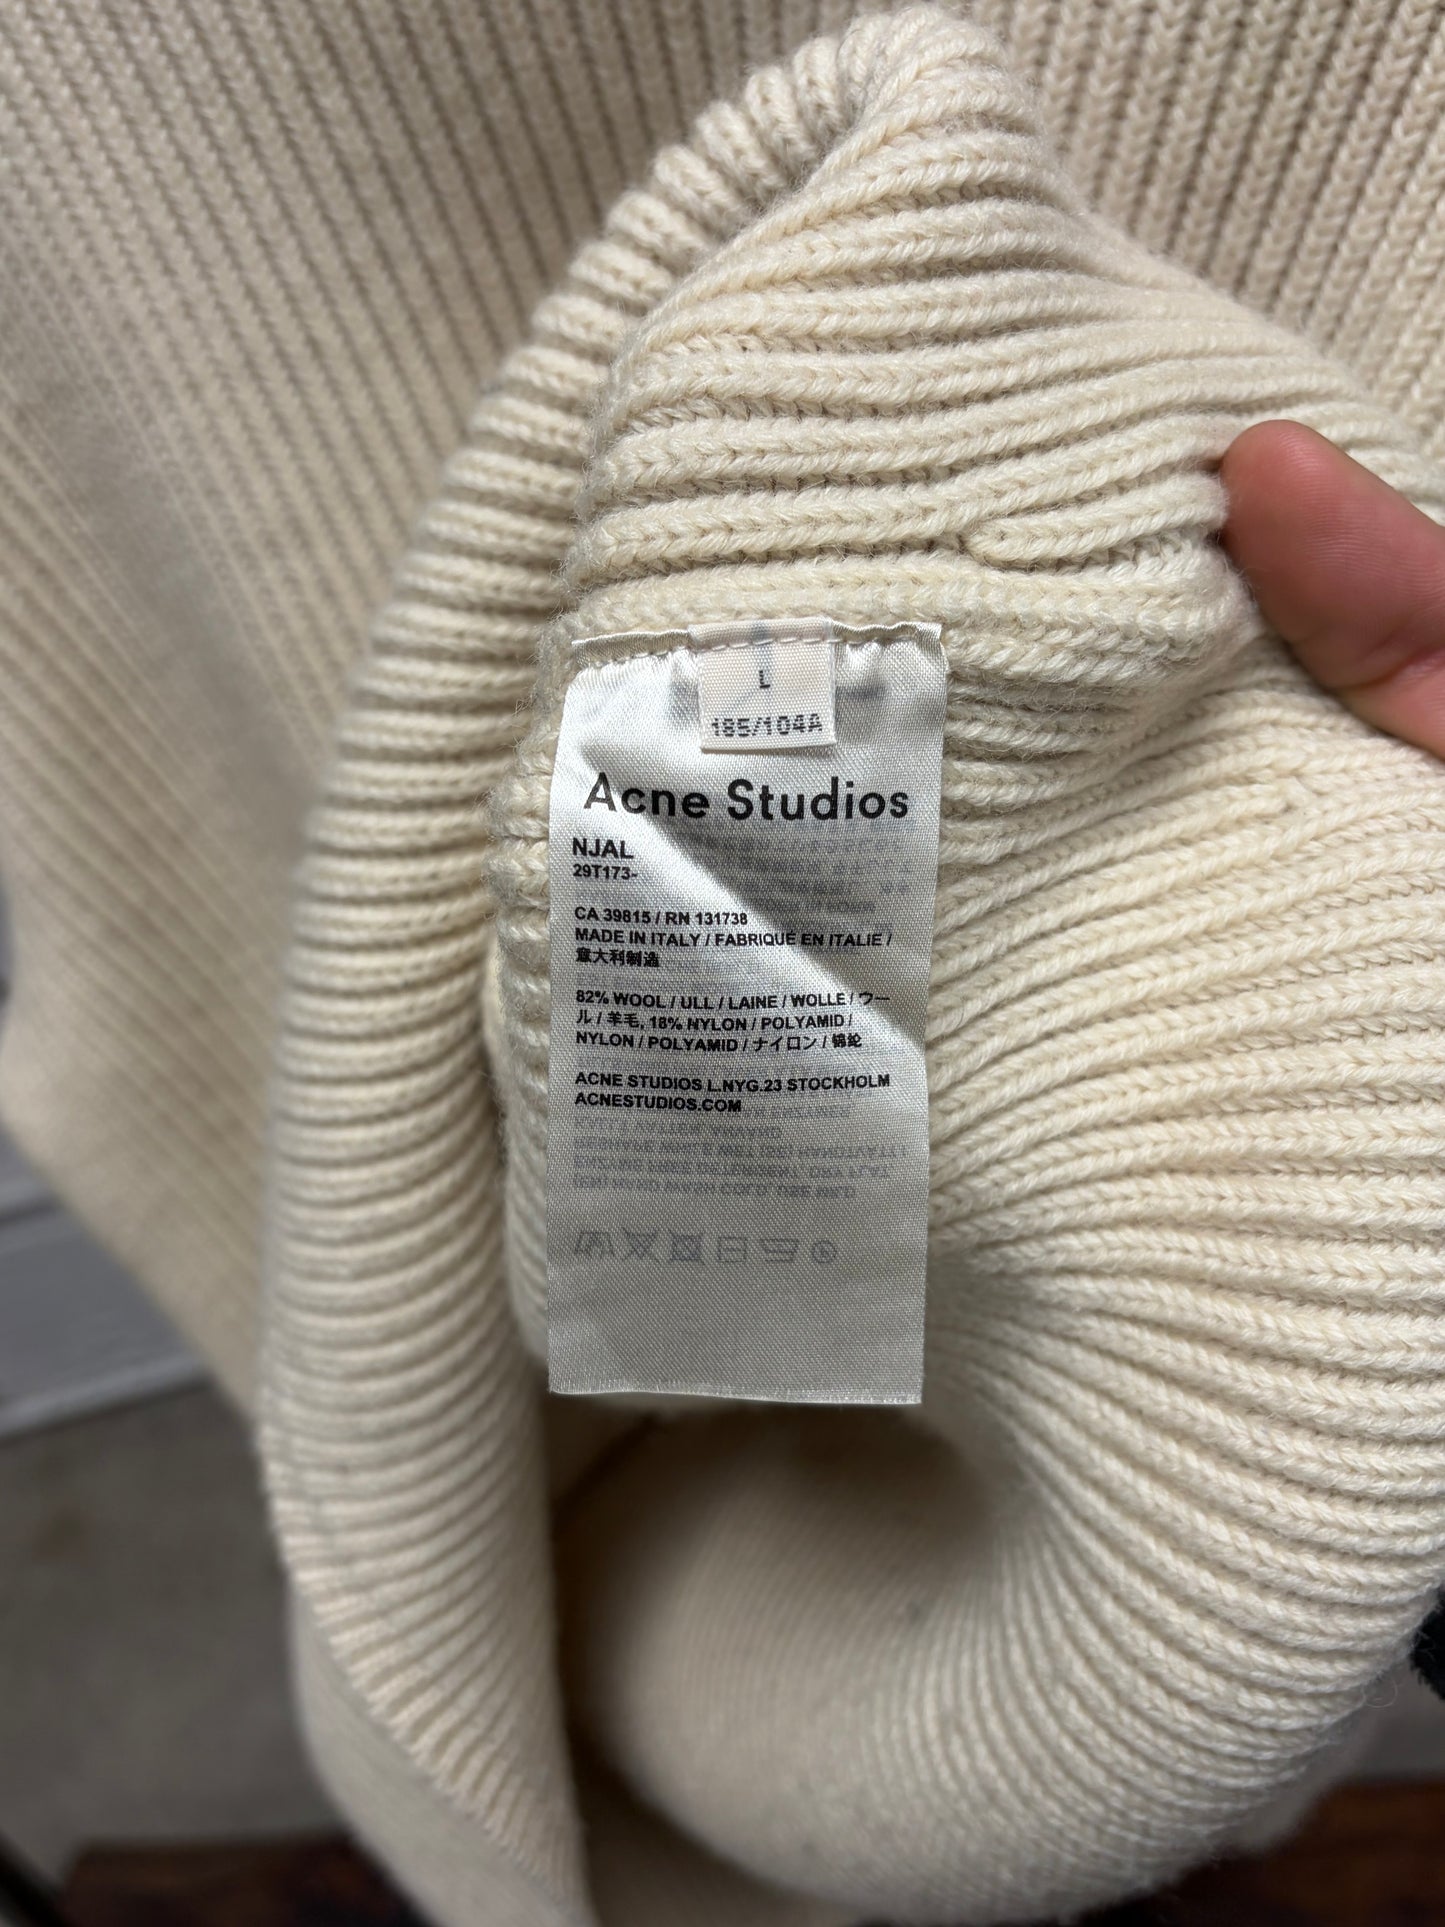 L
185/104A
Acne Studios
NJAL
29T173-
CA 39815 / RN 131738
MADE IN ITALY / FABRIQUÉ EN ITALIE /
意大利制造
82% WOOL / ULL / LAINE / WOLLE / ウー
ル / 羊毛, 18% NYLON / POLYAMID /
NYLON / POLYAMID / ナイロン / 锦纶
ACNE STUDIOS L.NYG.23 STOCKHOLM
ACNESTUDIOS.COM